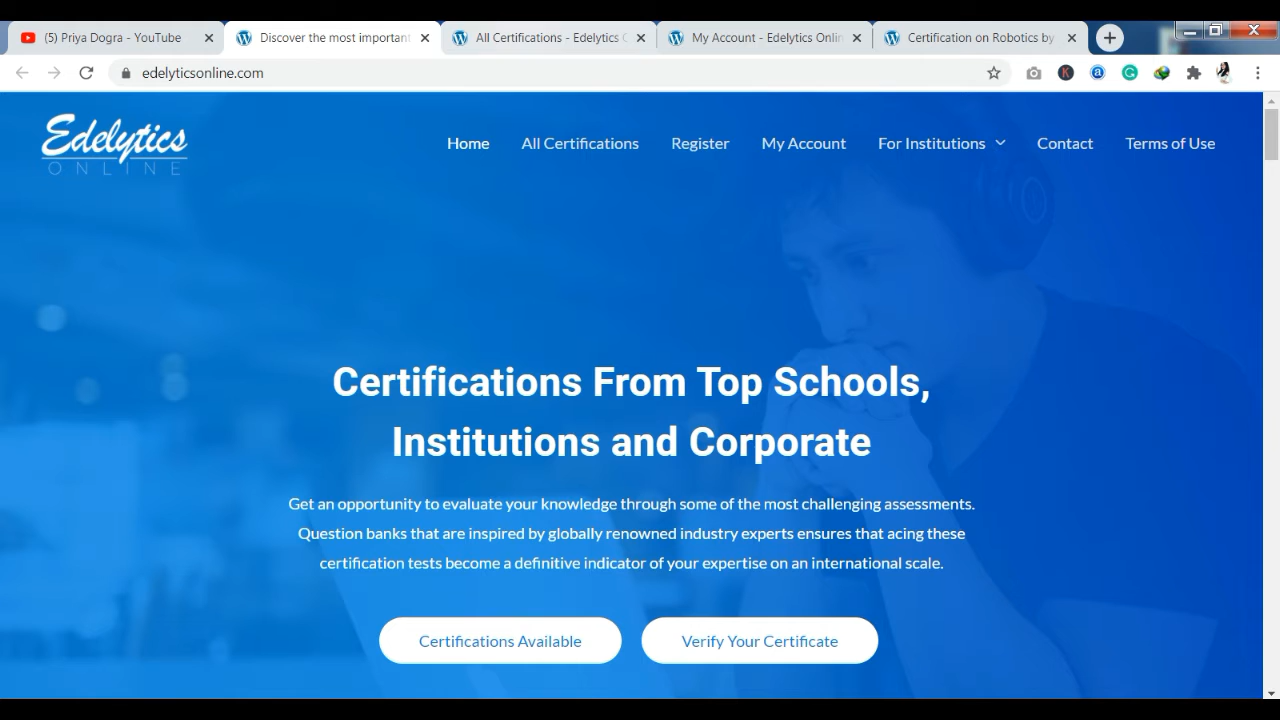 (5) Priya Dogra - YouTube
Discover the most important
All Certifications - Edelytics
My Account - Edelytics Onlin
Certification on Robotics by
edelyticsonline.com
Edelytics
ONLINE
Home
All Certifications
Register
My Account
For Institutions
Contact
Terms of Use
Certifications From Top Schools,
Institutions and Corporate
Get an opportunity to evaluate your knowledge through some of the most challenging assessments.
Question banks that are inspired by globally renowned industry experts ensures that acing these
certification tests become a definitive indicator of your expertise on an international scale.
Certifications Available
Verify Your Certificate